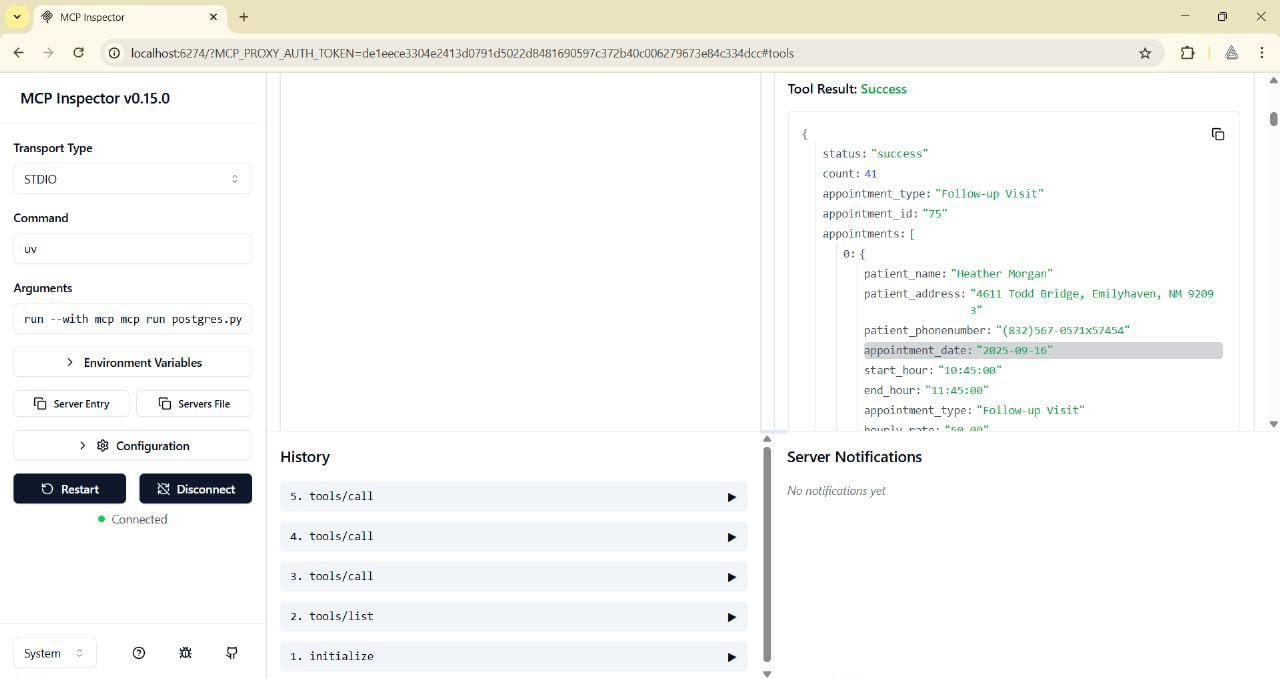 MCP Inspector
localhost:6274/?MCP_PROXY_AUTH_TOKEN=de1eece3304e2413d0791d5022d8481690597c372b40c006279673e84c334dcc#tools
MCP Inspector v0.15.0
Transport Type
STDIO
Command
uv
Arguments
run --with mcp mcp run postgres.py
Environment Variables
Server Entry
Servers File
Configuration
Restart
Disconnect
Connected
System
Tool Result: Success
{
status: "success"
count: 41
appointment_type: "Follow-up Visit"
appointment_id: "75"
appointments: [
0: {
patient_name: "Heather Morgan"
patient_address: "4611 Todd Bridge, Emilyhaven, NM 9209
3"
patient_phonenumber: "(832)567-0571x57454"
appointment_date: "2025-09-16"
start_hour: "10:45:00"
end_hour: "11:45:00"
appointment_type: "Follow-up Visit"
hourly_rate: "50.00"
History
5. tools/call
4. tools/call
3. tools/call
2. tools/list
1. initialize
Server Notifications
No notifications yet